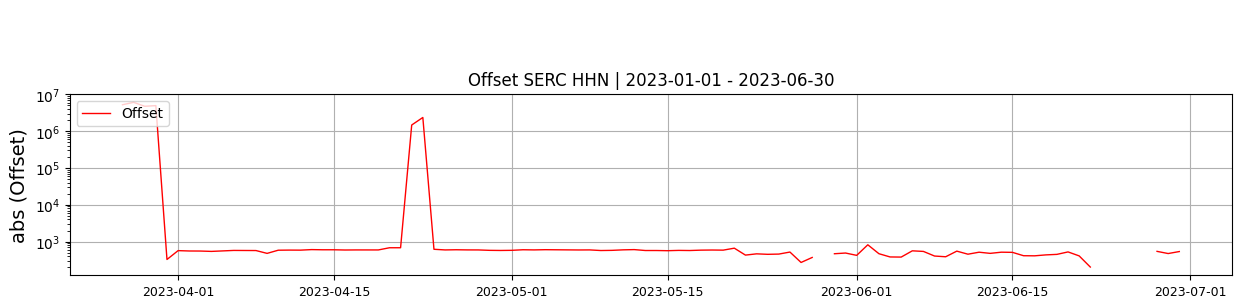 Offset SERC HHN | 2023-01-01 - 2023-06-30
abs (Offset)
10⁷
10⁶
10⁵
10⁴
10³
Offset
2023-04-01 2023-04-15 2023-05-01 2023-05-15 2023-06-01 2023-06-15 2023-07-01